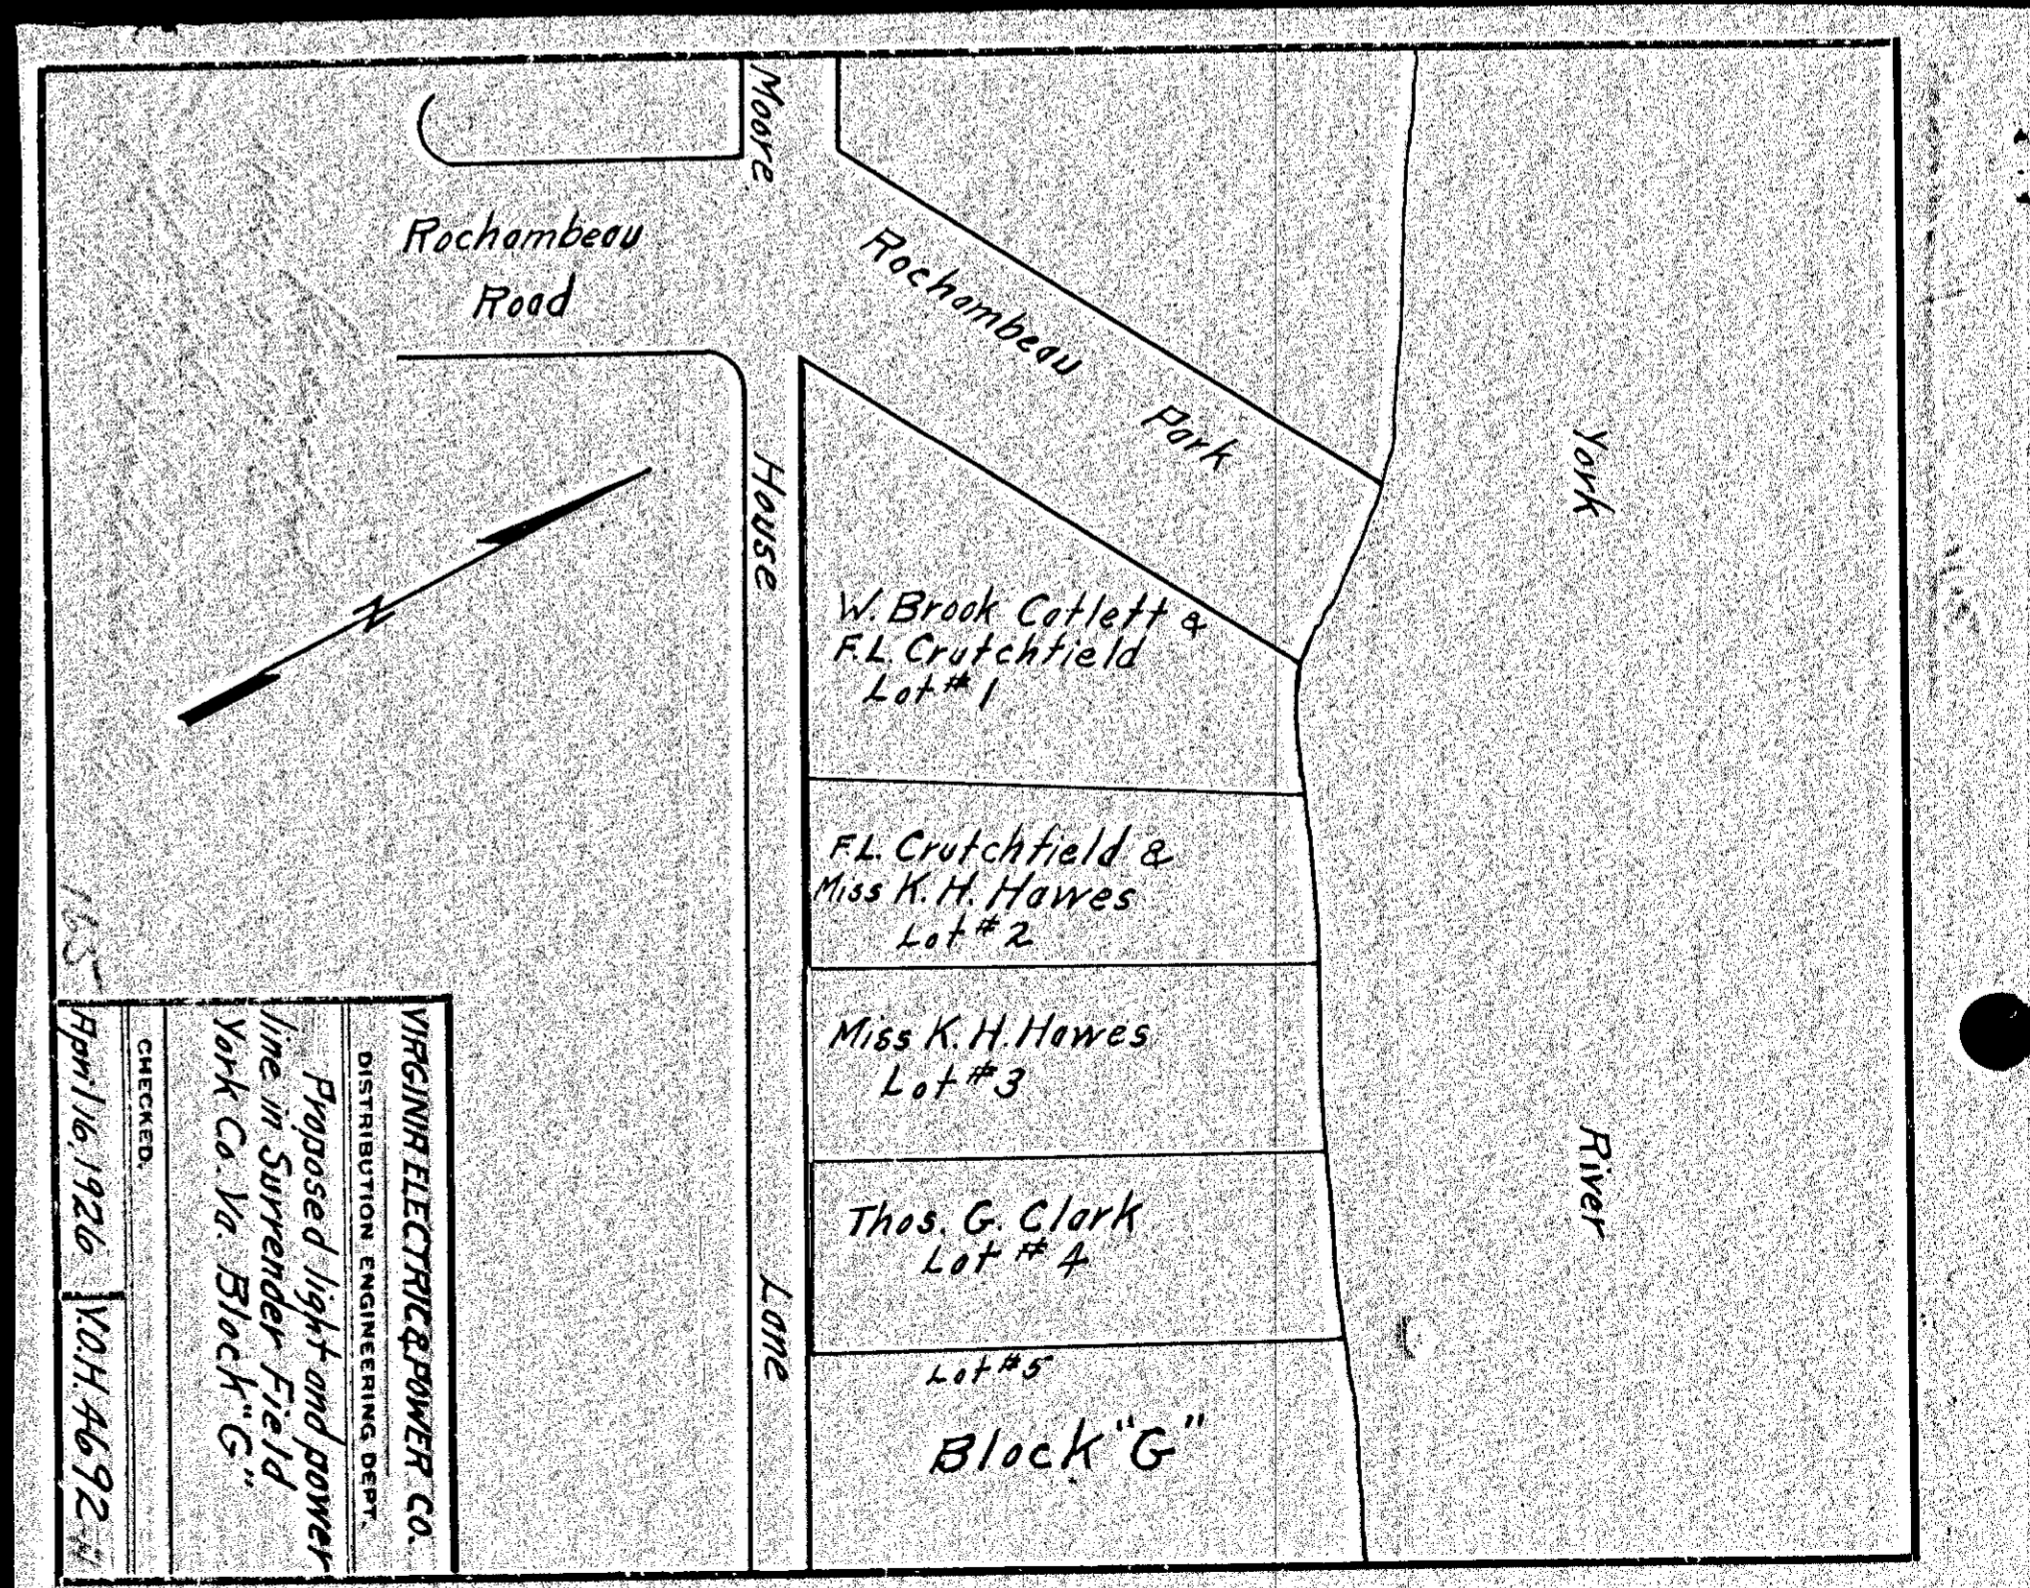 Moore
House
Lane
Rochambeau
Road
Rochambeau
Park
York
River
W. Brook Catlett &
F.L. Crutchfield
Lot #1
F.L. Crutchfield &
Miss K. H. Hawes
Lot #2
Miss K. H. Hawes
Lot #3
Thos. G. Clark
Lot #4
Lot #5
Block "G"
N
165
VIRGINIA ELECTRIC & POWER CO.
DISTRIBUTION ENGINEERING DEPT.
Proposed light and power
line in Surrender Field
York Co. Va. Block "G".
CHECKED.
April 16, 1926
V.O.H. A692